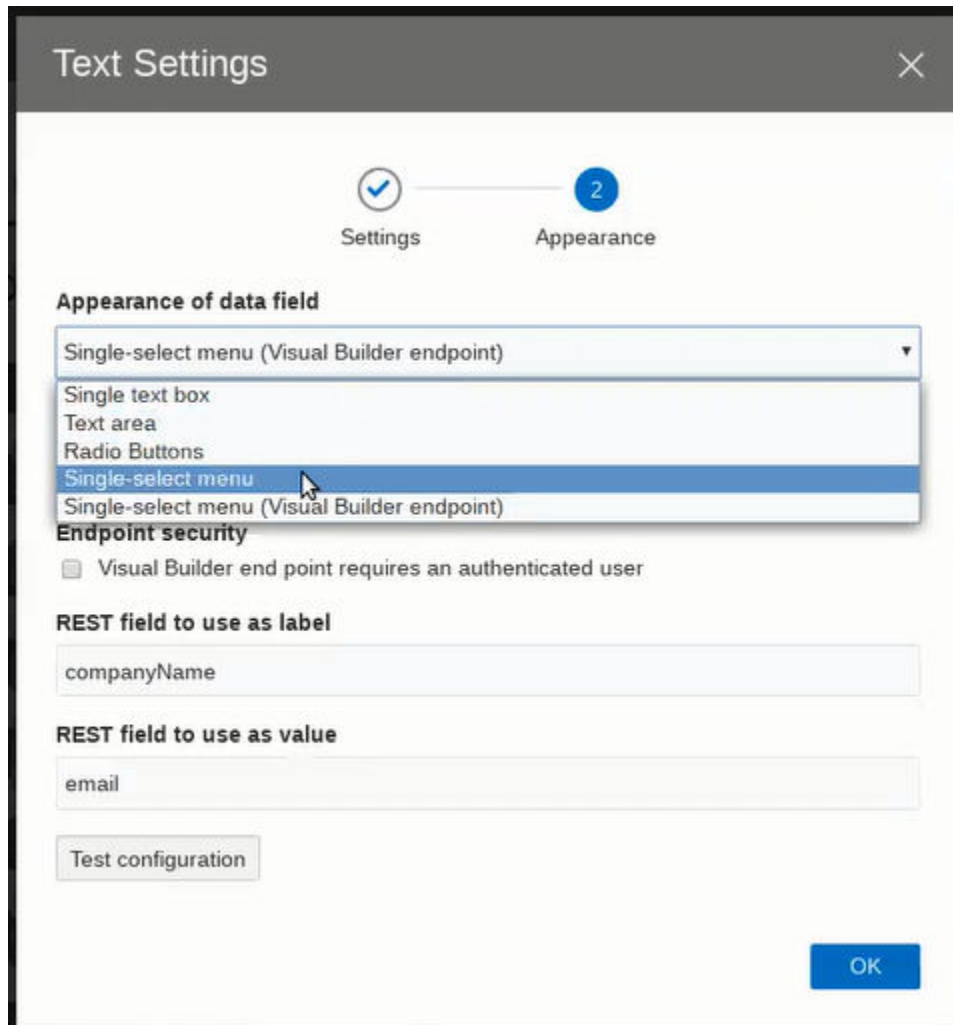 Text Settings
2
Settings
Appearance
Appearance of data field
Single-select menu (Visual Builder endpoint)
Single text box
Text area
Radio Buttons
Single-select menu
Single-select menu (Visual Builder endpoint)
Endpoint security
Visual Builder end point requires an authenticated user
REST field to use as label
companyName
REST field to use as value
email
Test configuration
OK